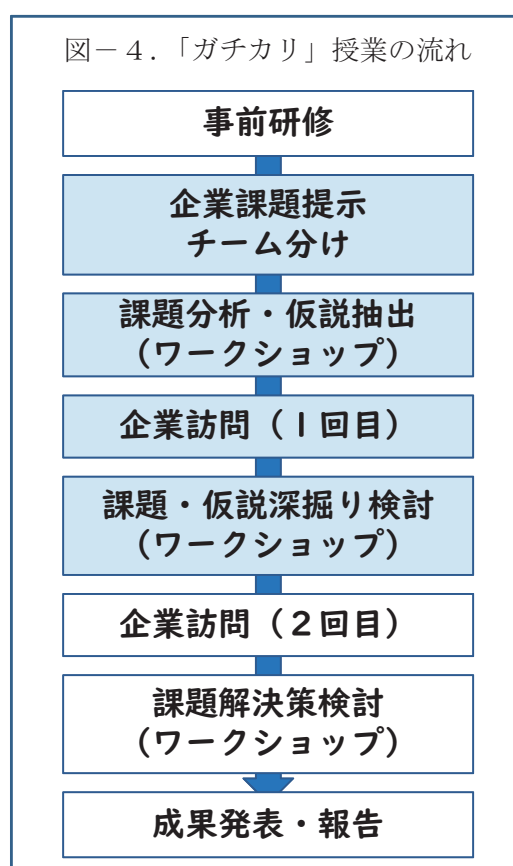 図－４．「ガチカリ」授業の流れ
事前研修
企業課題提示
チーム分け
課題分析・仮説抽出
（ワークショップ）
企業訪問（１回目）
課題・仮説深掘り検討
（ワークショップ）
企業訪問（２回目）
課題解決策検討
（ワークショップ）
成果発表・報告